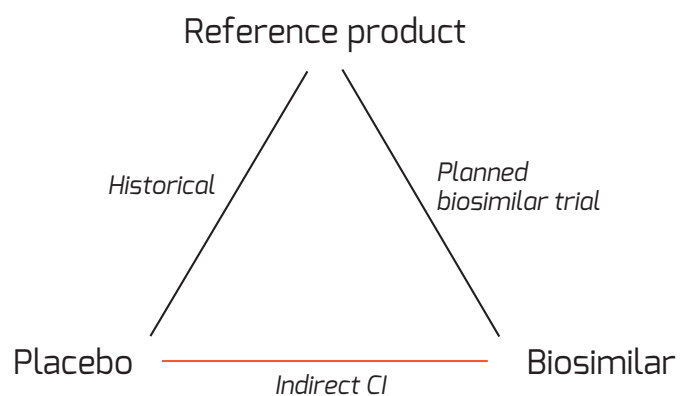 Reference product
Historical
Planned
biosimilar trial
Placebo
Biosimilar
Indirect CI